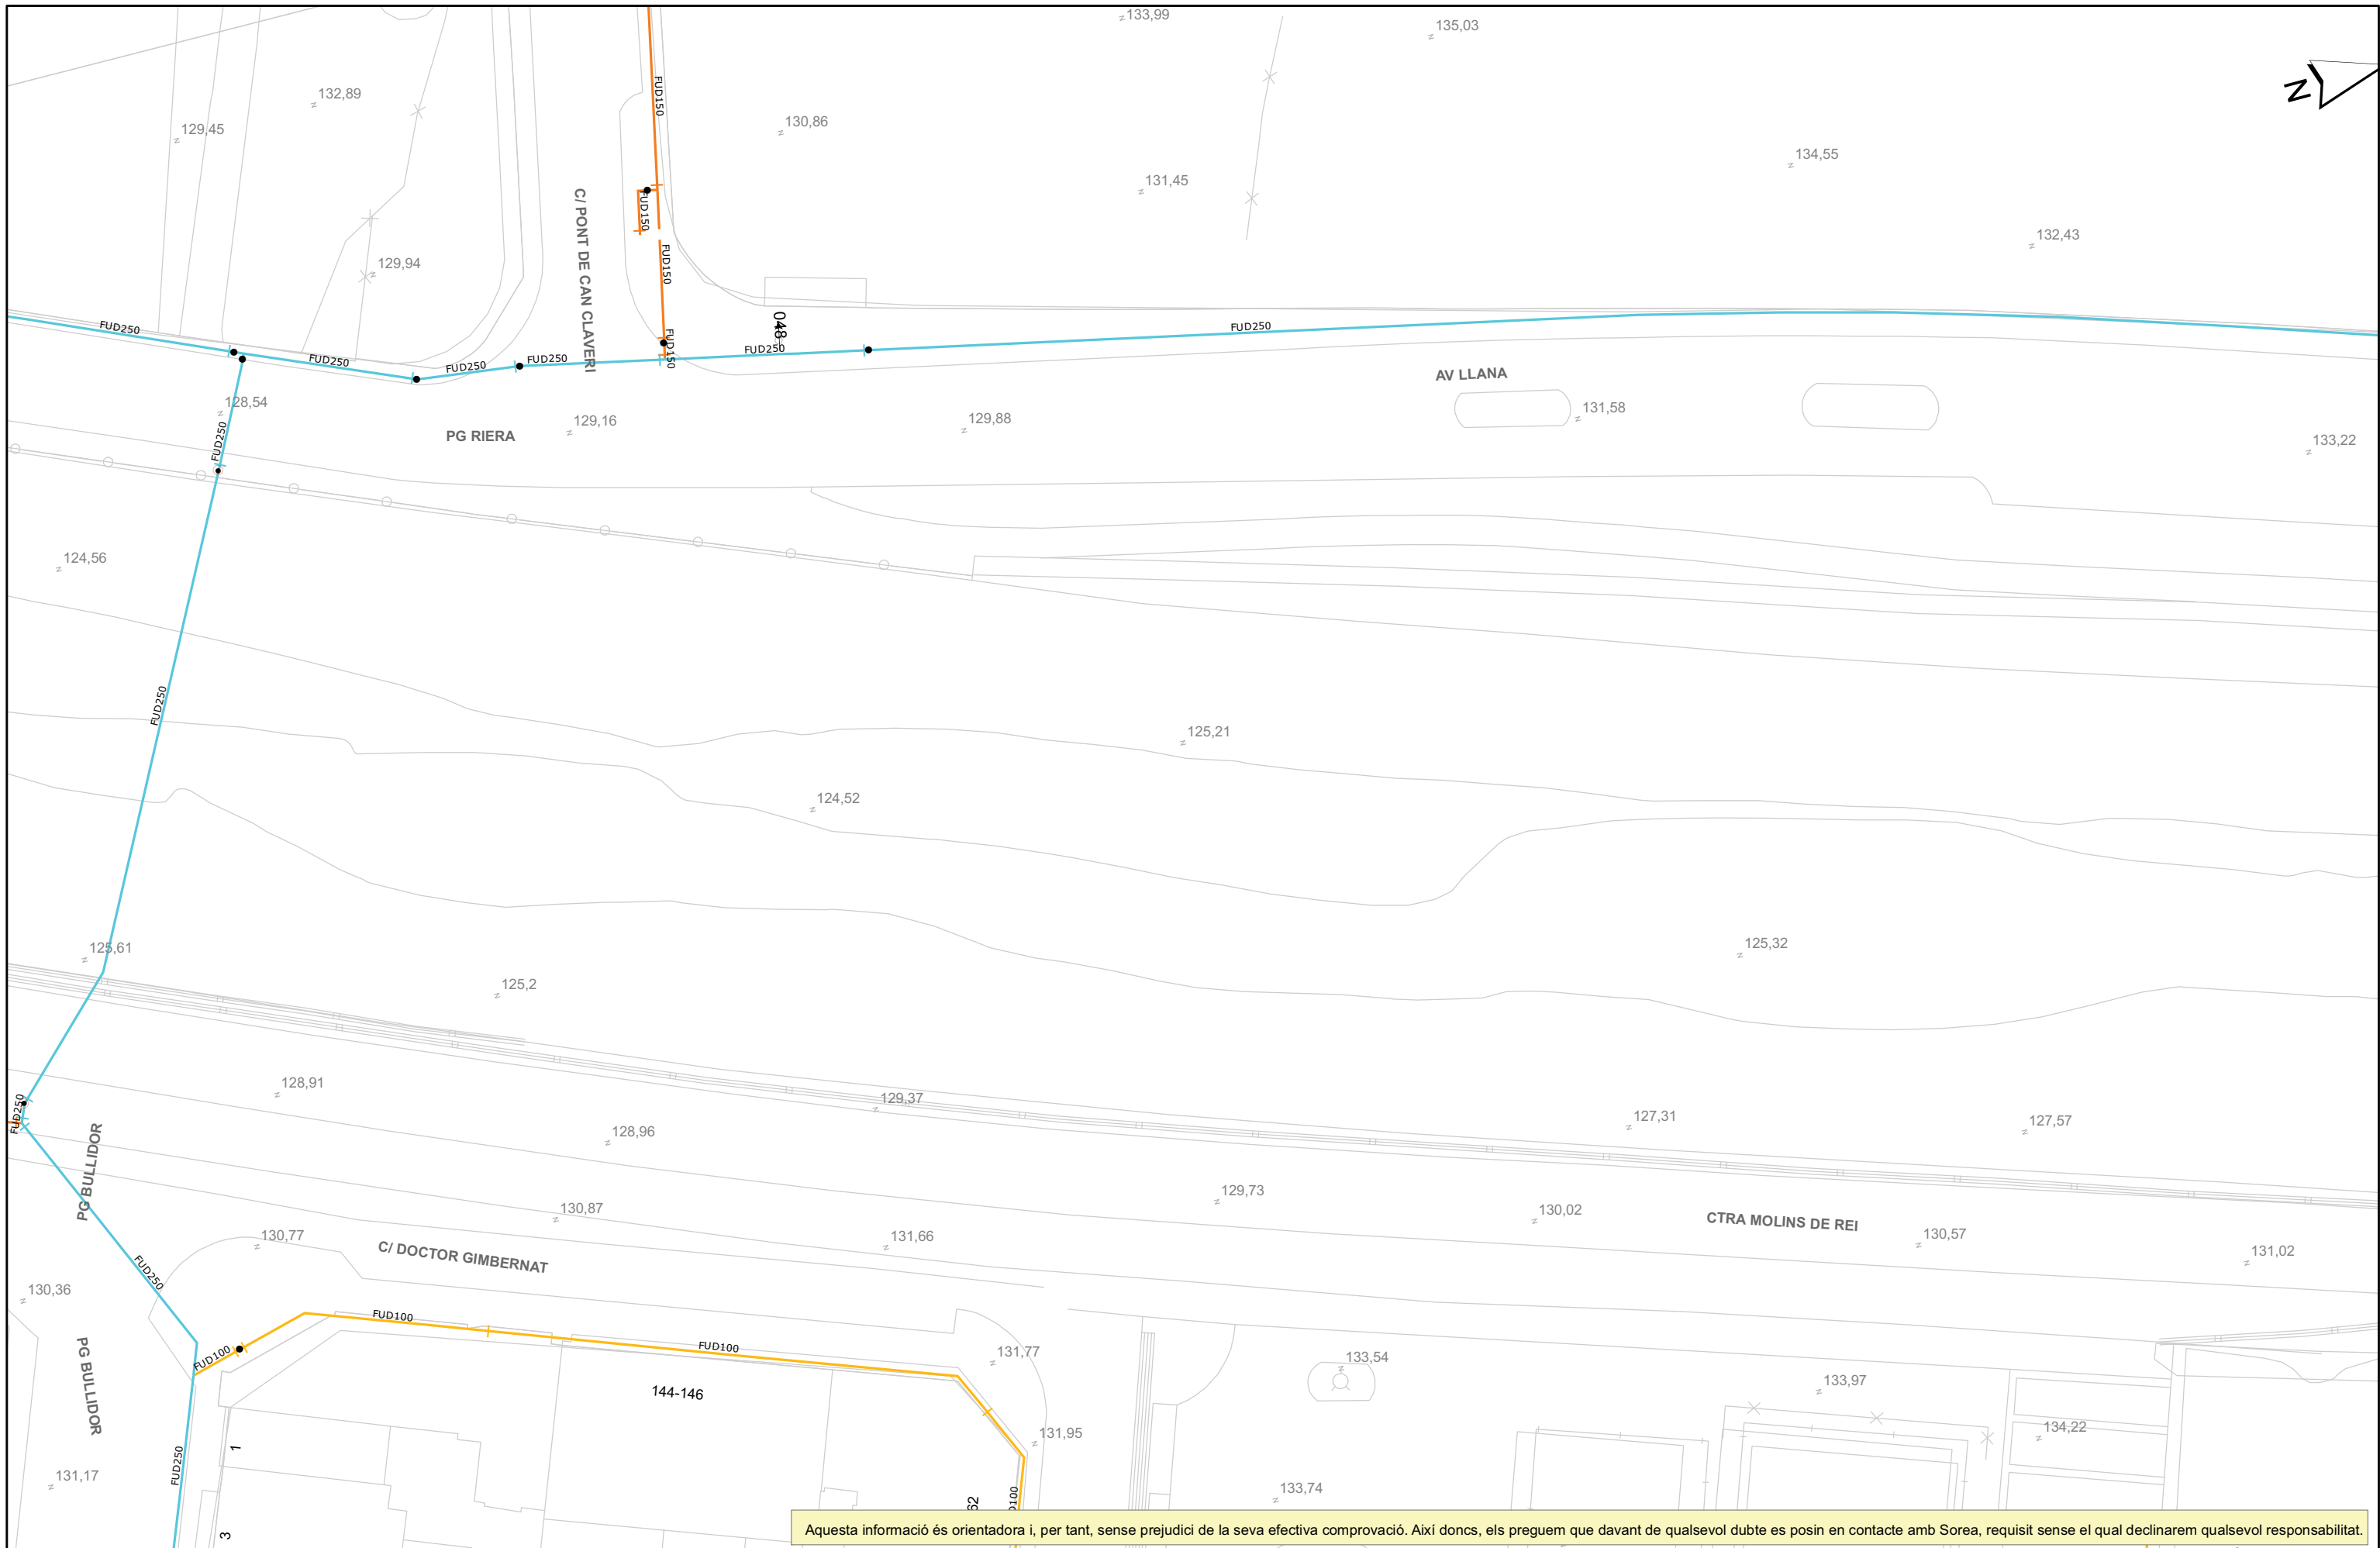 133,99
135,03
N
132,89
129,45
130,86
134,55
131,45
132,43
129,94
FUD150
FUD150
FUD150
FUD150
C/ PONT DE CAN CLAVERI
048
FUD250
FUD250
FUD250
FUD250
FUD250
FUD250
AV LLANA
128,54
129,16
129,88
131,58
133,22
PG RIERA
FUD250
124,56
FUD250
125,21
124,52
125,61
125,2
125,32
128,91
129,37
127,31
127,57
FUD250
128,96
PG BULLIDOR
129,73
130,02
130,57
131,02
CTRA MOLINS DE REI
130,87
130,77
131,66
C/ DOCTOR GIMBERNAT
FUD250
130,36
FUD100
FUD100
FUD100
131,77
133,54
133,97
PG BULLIDOR
144-146
131,95
134,22
1
FUD250
131,17
133,74
62
3
Aquesta informació és orientadora i, per tant, sense prejudici de la seva efectiva comprovació. Així doncs, els preguem que davant de qualsevol dubte es posin en contacte amb Sorea, requisit sense el qual declinarem qualsevol responsabilitat.